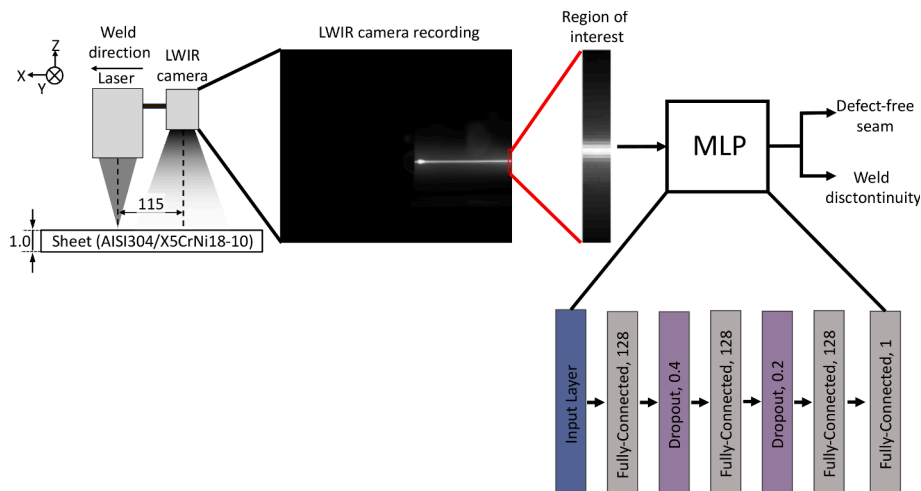 Weld
direction
Z
X
Y
Laser
LWIR
camera
115
1.0
Sheet (AISI304/X5CrNi18-10)
LWIR camera recording
Region of
interest
MLP
Defect-free
seam
Weld
disctontinuity
Input Layer
Fully-Connected, 128
Dropout, 0.4
Fully-Connected, 128
Dropout, 0.2
Fully-Connected, 128
Fully-Connected, 1